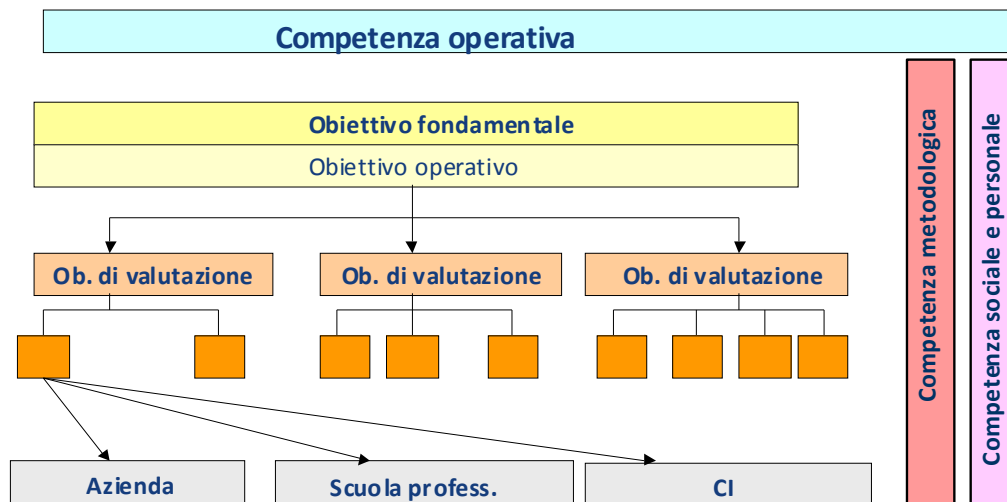 Competenza operativa
Obiettivo fondamentale
Obiettivo operativo
Ob. di valutazione
Ob. di valutazione
Ob. di valutazione
Azienda
Scuola profess.
CI
Competenza metodologica
Competenza sociale e personale